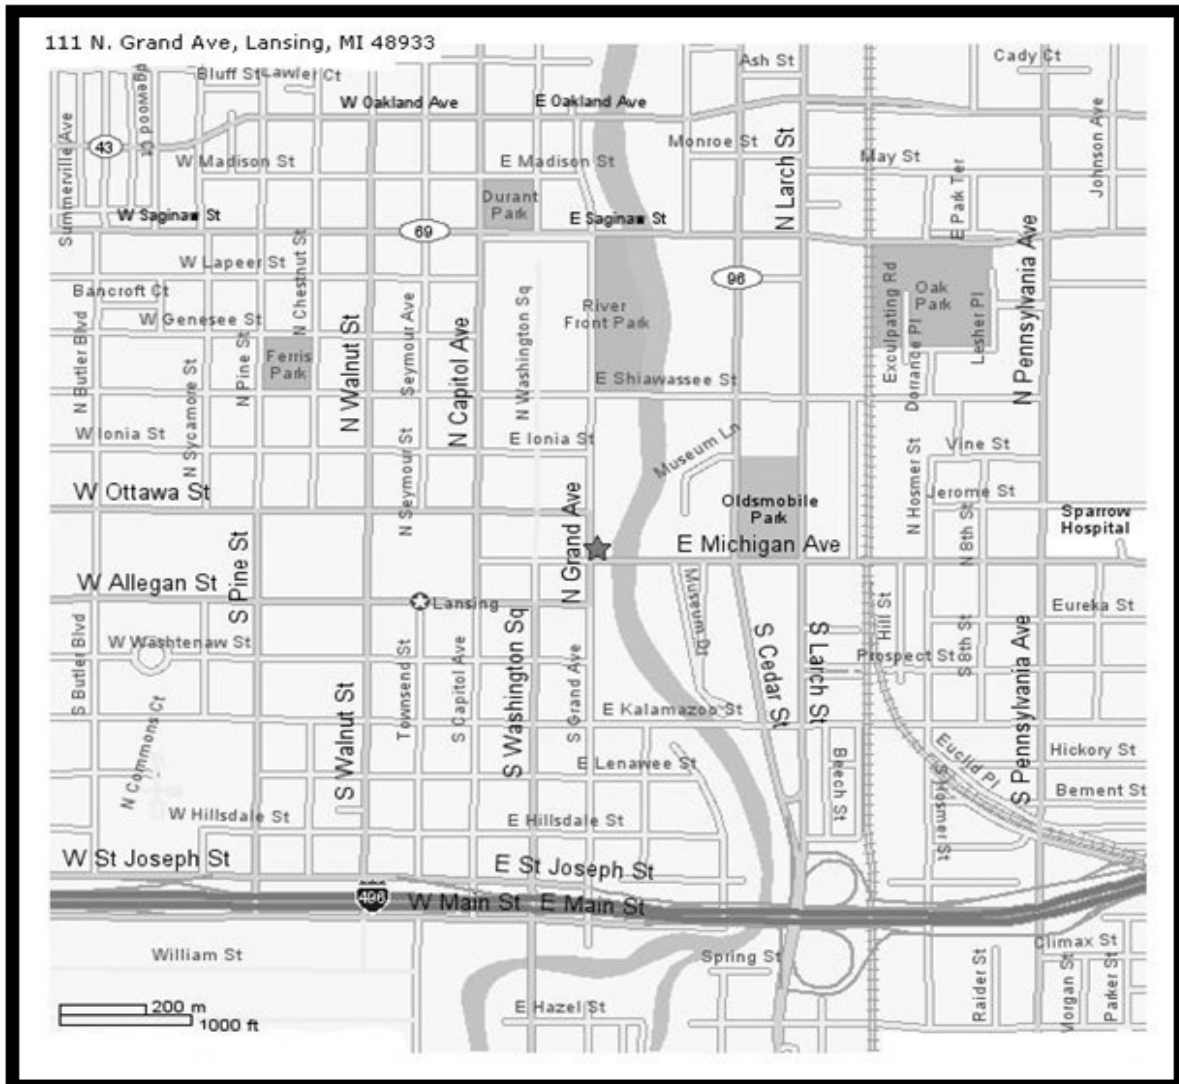 111 N. Grand Ave, Lansing, MI 48933
Bluff St
Lawler Ct
Edgewood Ct
W Oakland Ave
E Oakland Ave
Ash St
Cady Ct
Summerville Ave
43
W Madison St
E Madison St
Monroe St
N Larch St
May St
Johnson Ave
Durant
Park
W Saginaw St
E Saginaw St
E Park Ter
69
N Chestnut St
W Lapeer St
96
Bancroft Ct
W Genesee St
River
Front Park
Exculpating Rd
Oak
Park
Lesher Pl
Dorrance Pl
N Pennsylvania Ave
N Butler Blvd
N Sycamore St
N Pine St
Ferris
Park
N Walnut St
Seymour Ave
N Capitol Ave
N Washington Sq
E Shiawassee St
W Ionia St
E Ionia St
Museum Ln
Vine St
N Seymour St
N Hosmer St
W Ottawa St
Oldsmobile
Park
Jerome St
N 8th St
Sparrow
Hospital
N Grand Ave
E Michigan Ave
S Pine St
W Allegan St
Lansing
Museum Dr
Hill St
Eureka St
S Butler Blvd
W Washtenaw St
Townsend St
S Capitol Ave
S Washington Sq
S Grand Ave
S Cedar St
S Larch St
Prospect St
S 8th St
S Pennsylvania Ave
N Commons Ct
S Walnut St
E Kalamazoo St
E Lenawee St
Beech St
Euclid Pl
S Hosmer St
Hickory St
Bement St
W Hillsdale St
E Hillsdale St
W St Joseph St
E St Joseph St
496
W Main St
E Main St
William St
Spring St
Climax St
Raider St
Morgan St
Parker St
200 m
1000 ft
E Hazel St